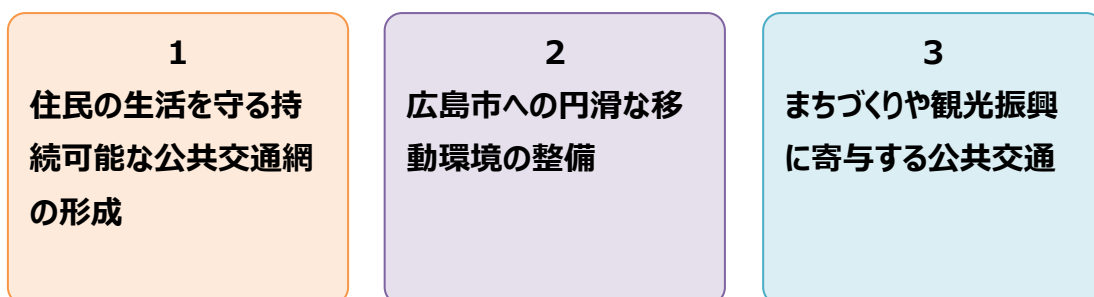 1
住民の生活を守る持
続可能な公共交通網
の形成
2
広島市への円滑な移
動環境の整備
3
まちづくりや観光振興
に寄与する公共交通